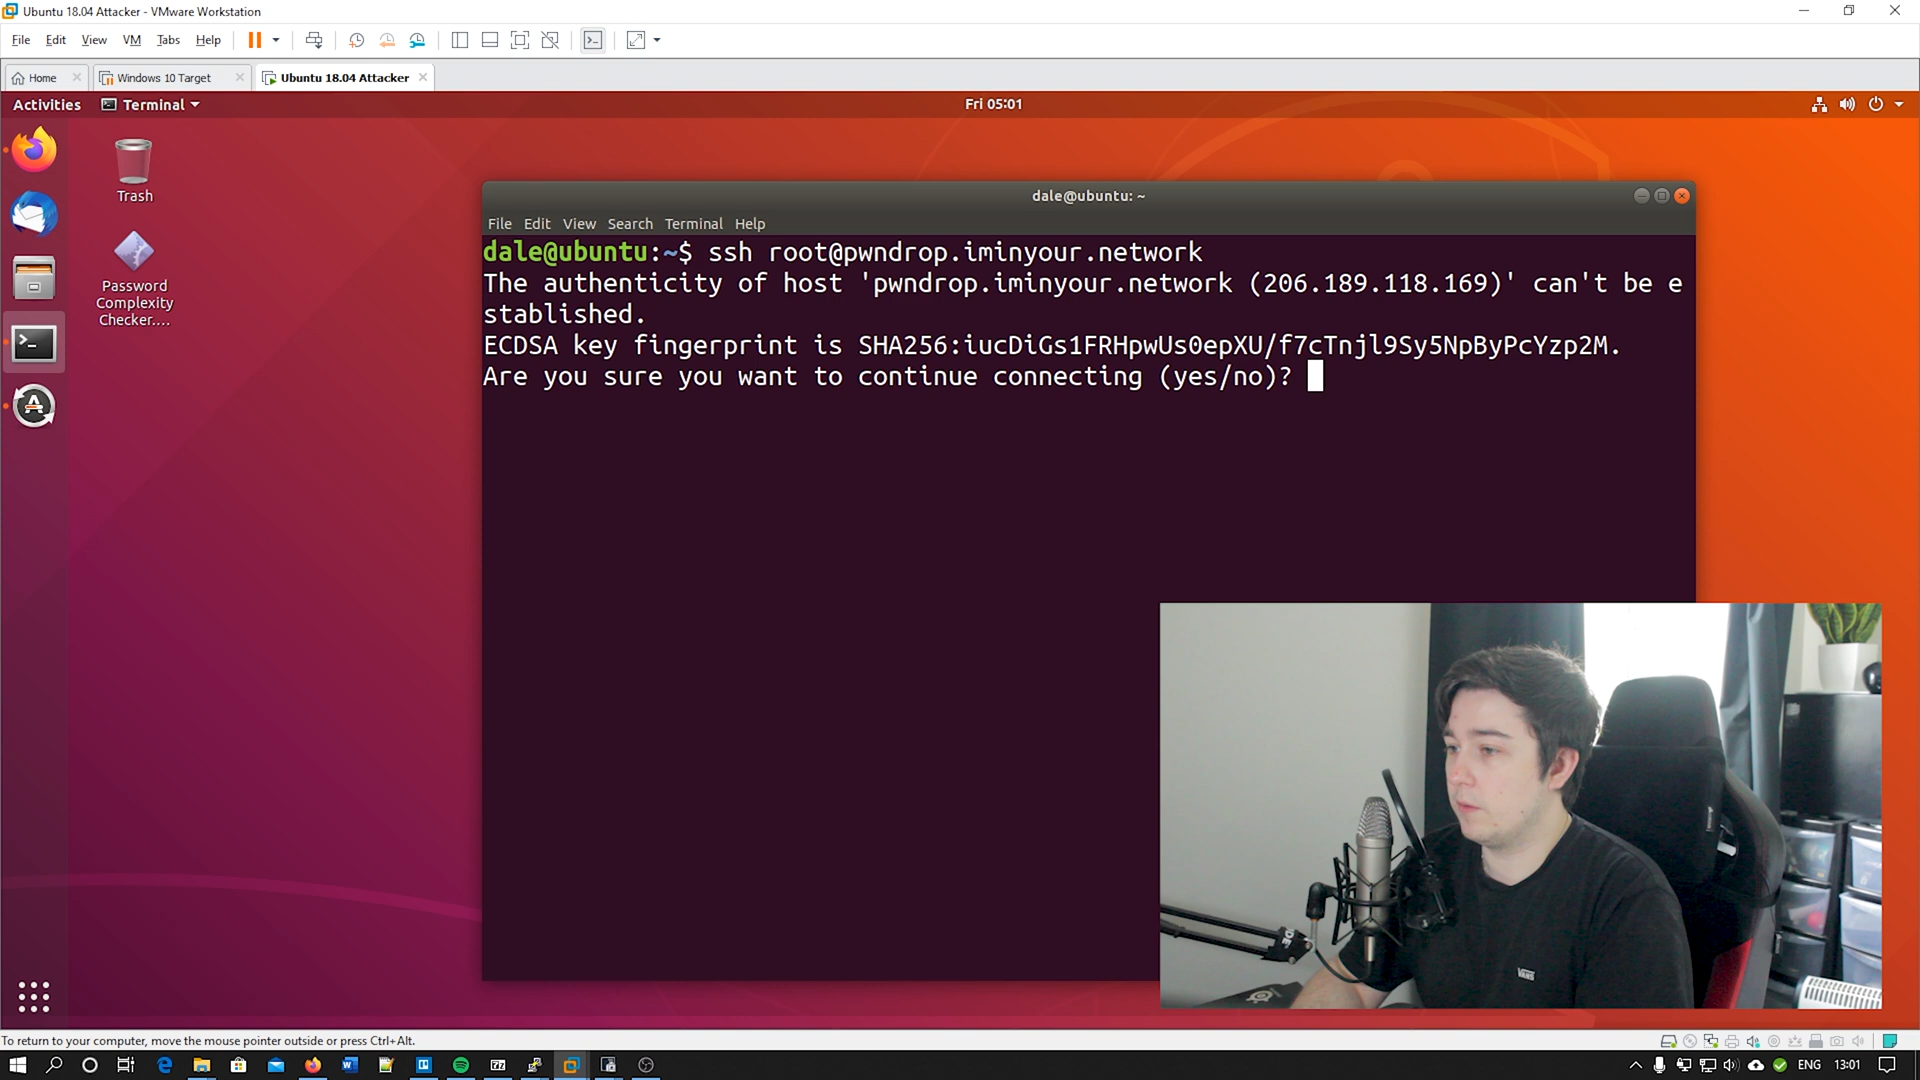 Ubuntu 18.04 Attacker - VMware Workstation
File Edit View VM Tabs Help
Home Windows 10 Target Ubuntu 18.04 Attacker
Activities Terminal Fri 05:01
Trash
Password
Complexity
Checker....
dale@ubuntu: ~
File Edit View Search Terminal Help
dale@ubuntu:~$ ssh root@pwndrop.iminyour.network
The authenticity of host 'pwndrop.iminyour.network (206.189.118.169)' can't be e
stablished.
ECDSA key fingerprint is SHA256:iucDiGs1FRHpwUs0epXU/f7cTnjl9Sy5NpByPcYzp2M.
Are you sure you want to continue connecting (yes/no)?
VANS
To return to your computer, move the mouse pointer outside or press Ctrl+Alt.
ENG 13:01